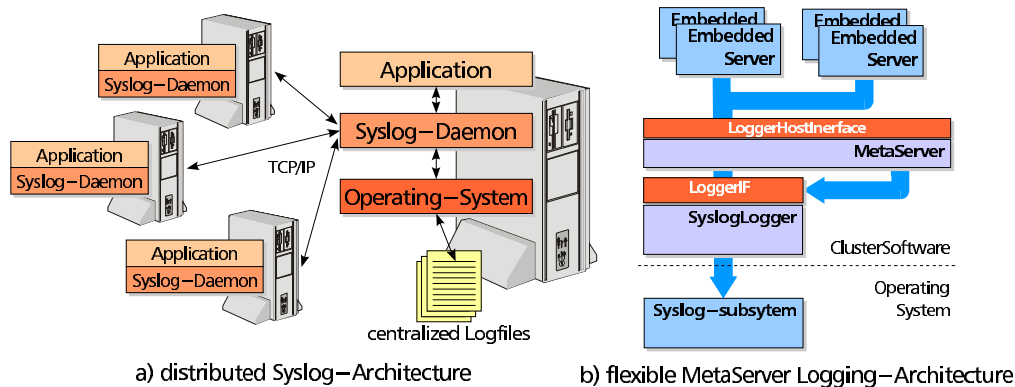 Application
Syslog−Daemon
Application
Syslog−Daemon
Application
Syslog−Daemon
TCP/IP
Application
Syslog−Daemon
Operating−System
centralized Logfiles
a) distributed Syslog−Architecture
Embedded
Embedded
Server
Embedded
Embedded
Server
LoggerHostInerface
MetaServer
LoggerIF
SyslogLogger
ClusterSoftware
Operating
System
Syslog−subsytem
b) flexible MetaServer Logging−Architecture